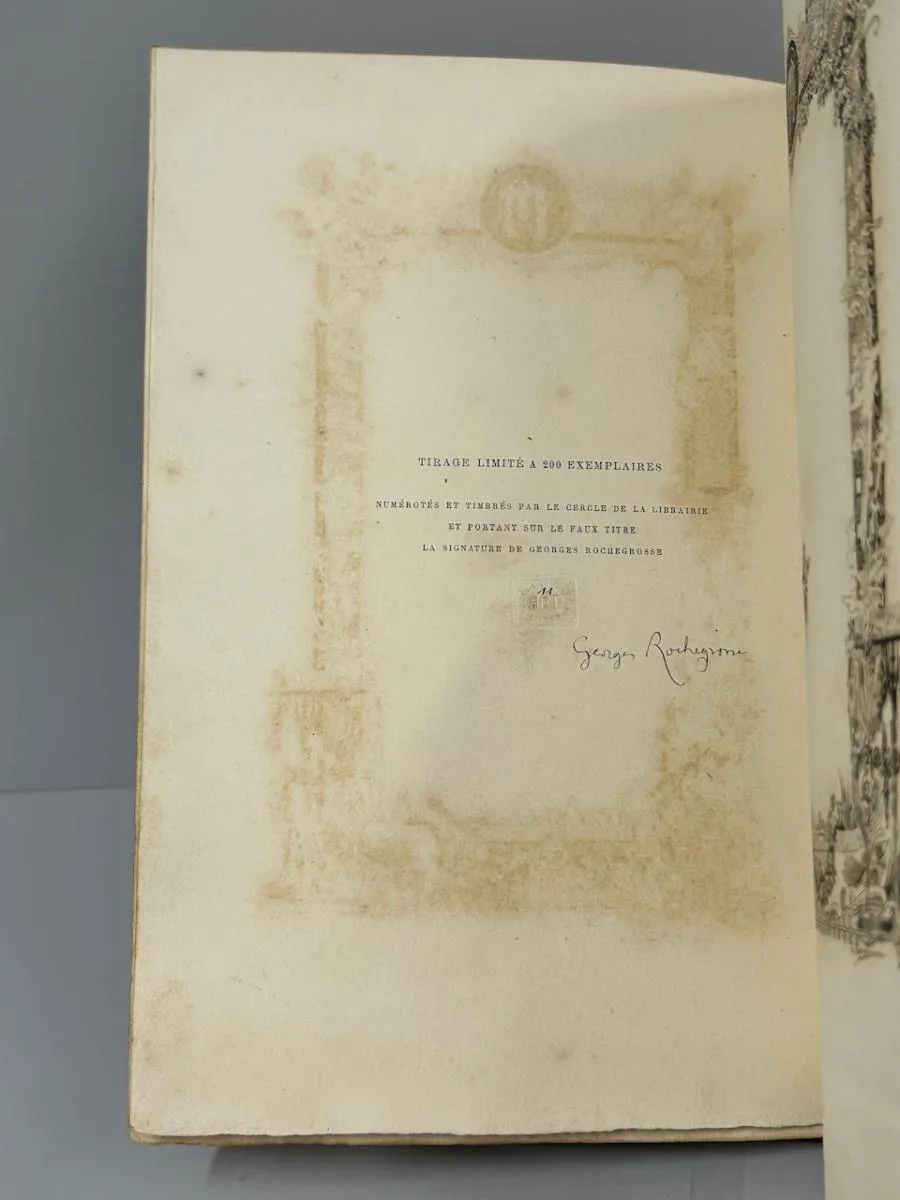 TIRAGE LIMITÉ A 200 EXEMPLAIRES
NUMÉROTÉS ET TIMBRÉS PAR LE CERCLE DE LA LIBRAIRIE
ET PORTANT SUR LE FAUX TITRE
LA SIGNATURE DE GEORGES ROCHEGROSSE
11
Georges Rochegrosse